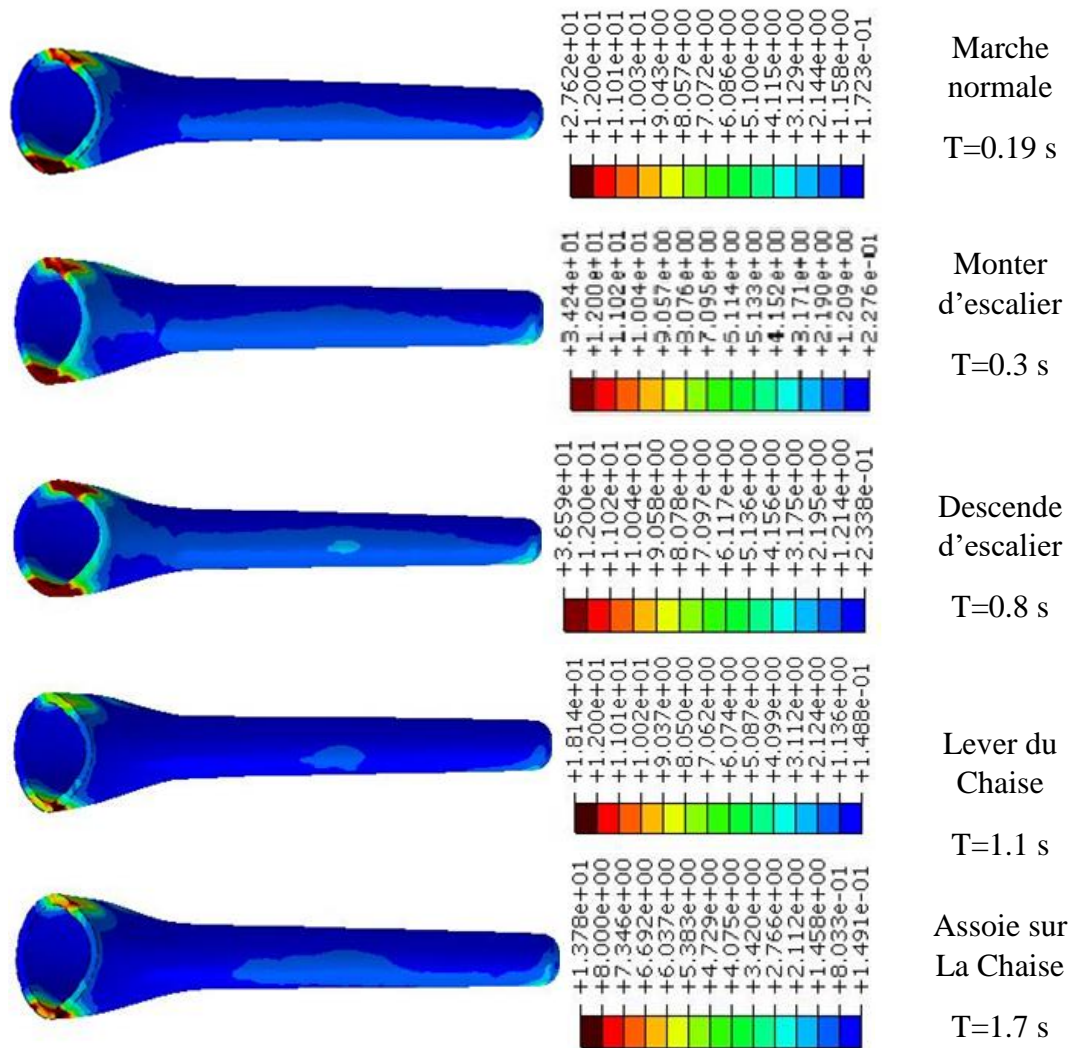 +2.762e+01
+1.200e+01
+1.101e+01
+1.003e+01
+9.043e+00
+8.057e+00
+7.072e+00
+6.086e+00
+5.100e+00
+4.115e+00
+3.129e+00
+2.144e+00
+1.158e+00
+1.723e-01
Marche
normale
T=0.19 s
+3.424e+01
+1.200e+01
+1.102e+01
+1.004e+01
+9.057e+00
+3.076e+00
+7.095e+00
+5.114e+00
+5.133e+00
+4.152e+00
+3.171e+00
+2.190e+00
+1.209e+00
+2.276e-01
Monter
d’escalier
T=0.3 s
+3.659e+01
+1.200e+01
+1.102e+01
+1.004e+01
+9.058e+00
+8.078e+00
+7.097e+00
+6.117e+00
+5.136e+00
+4.156e+00
+3.175e+00
+2.195e+00
+1.214e+00
+2.338e-01
Descende
d’escalier
T=0.8 s
+1.814e+01
+1.200e+01
+1.101e+01
+1.002e+01
+9.037e+00
+8.050e+00
+7.062e+00
+6.074e+00
+5.087e+00
+4.099e+00
+3.112e+00
+2.124e+00
+1.136e+00
+1.488e-01
Lever du
Chaise
T=1.1 s
+1.378e+01
+8.000e+00
+7.346e+00
+6.692e+00
+6.037e+00
+5.383e+00
+4.729e+00
+4.075e+00
+3.420e+00
+2.766e+00
+2.112e+00
+1.458e+00
+8.033e-01
+1.491e-01
Assoie sur
La Chaise
T=1.7 s